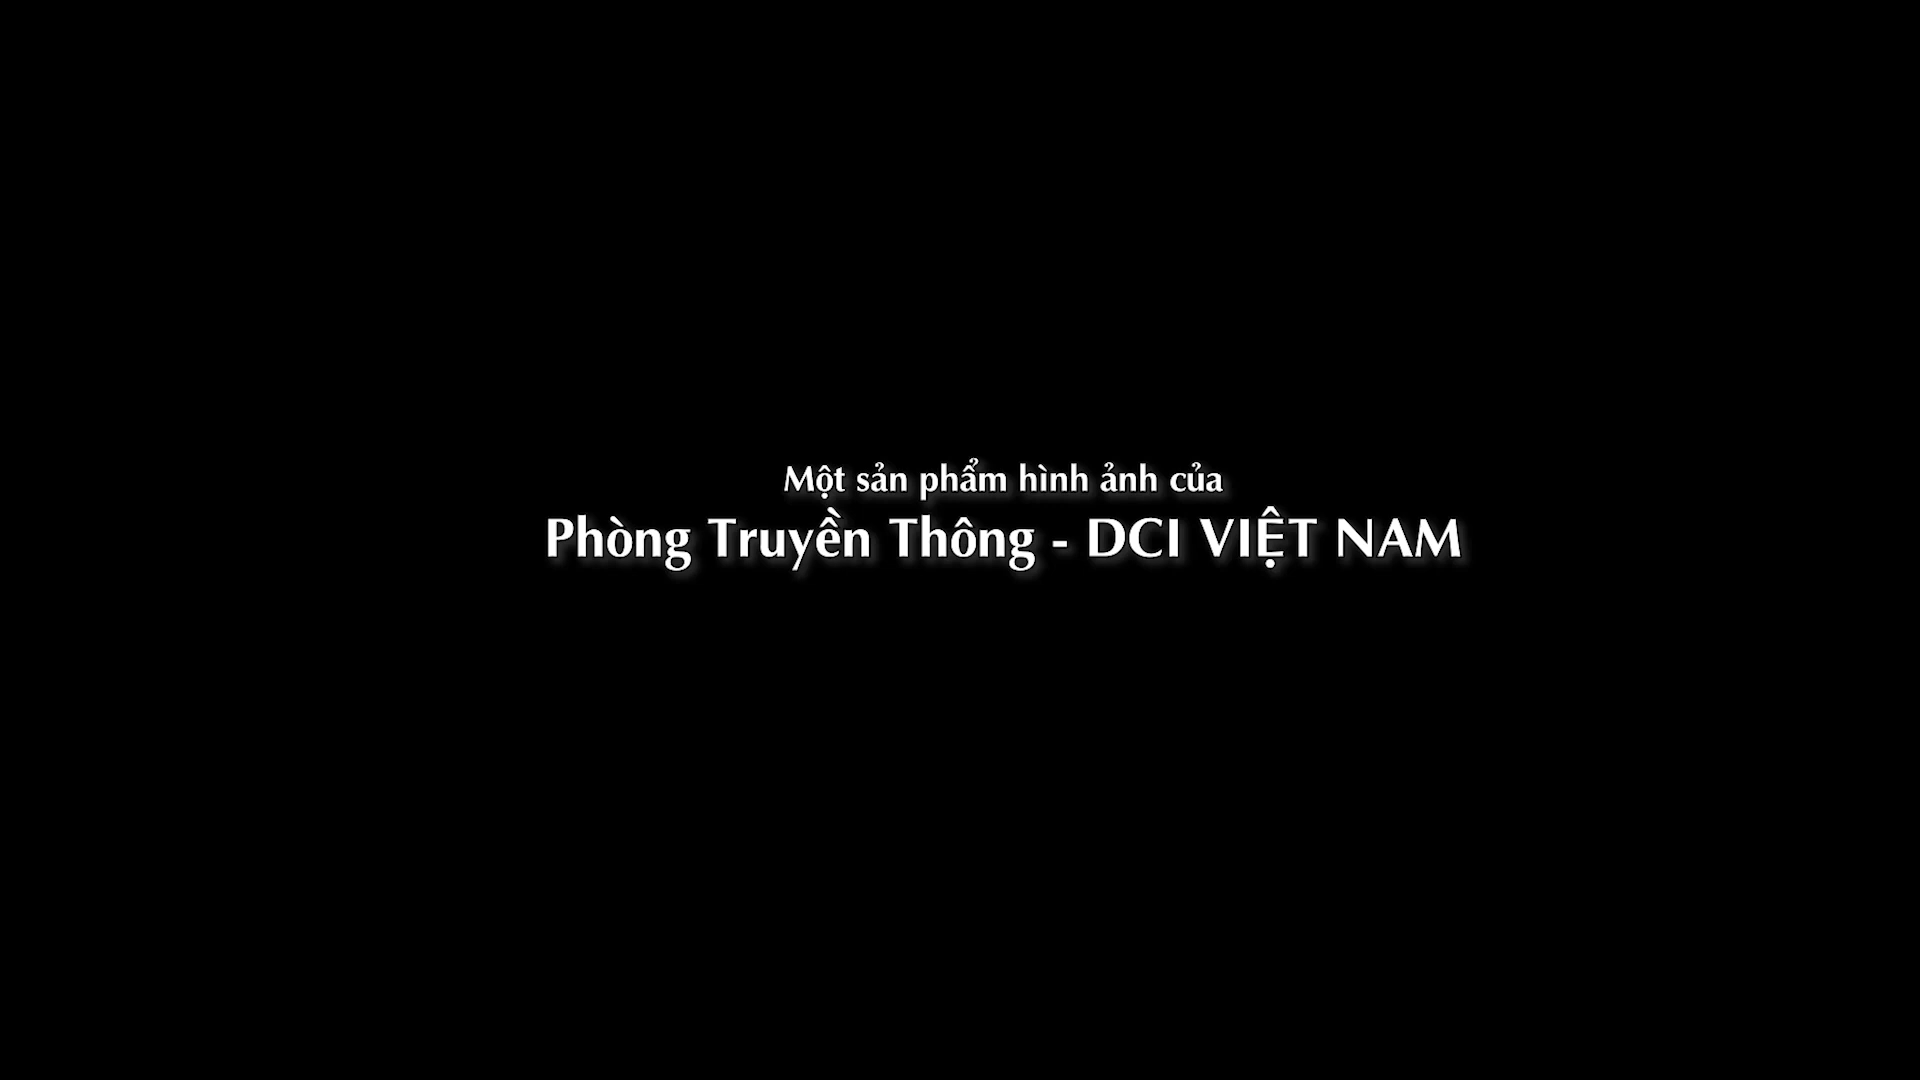 Một sản phẩm hình ảnh của
Phòng Truyền Thông - DCI VIỆT NAM